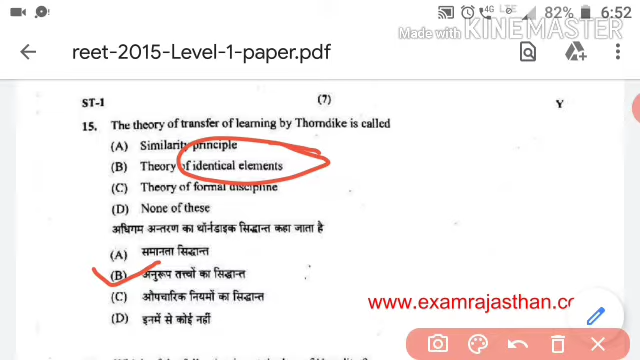 4G LTE 82% 6:52
Made with KINEMASTER
reet-2015-Level-1-paper.pdf
ST-1 (7) Y
15. The theory of transfer of learning by Thorndike is called
(A) Similarity principle
(B) Theory of identical elements
(C) Theory of formal discipline
(D) None of these
अधिगम अन्तरण का थॉर्नडाइक सिद्धान्त कहा जाता है
(A) समानता सिद्धान्त
(B) अनुरूप तत्त्वों का सिद्धान्त
(C) औपचारिक नियमों का सिद्धान्त
(D) इनमें से कोई नहीं
www.examrajasthan.co